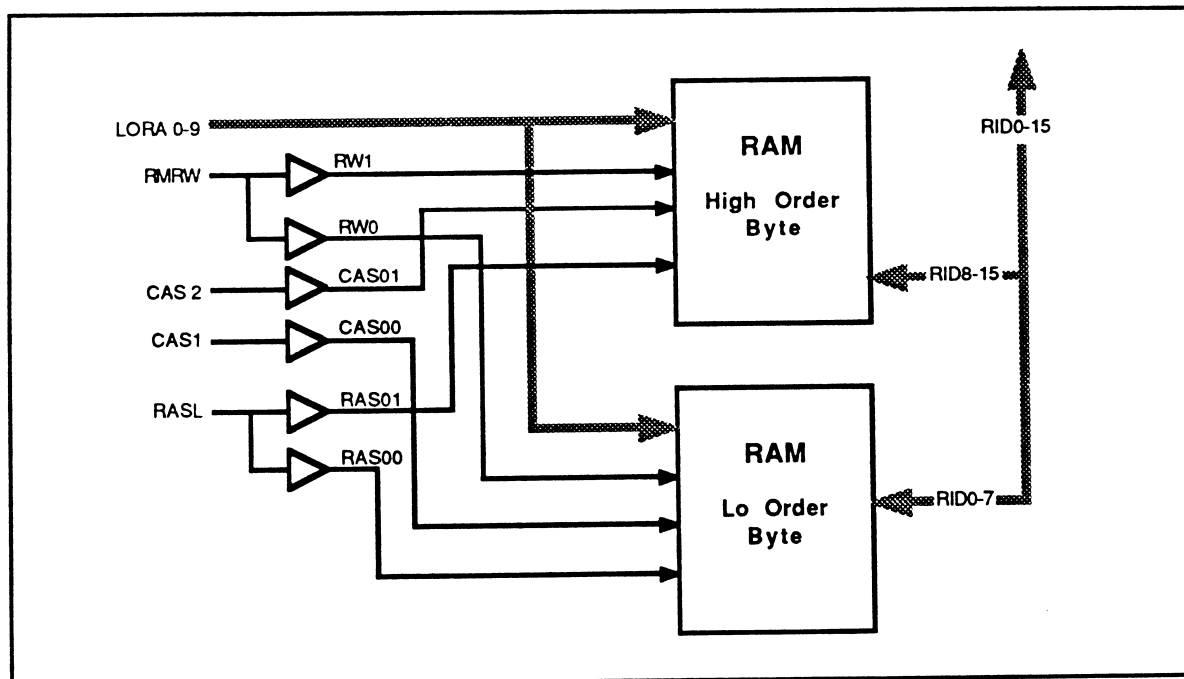 LORA 0-9
RMRW
RW1
RW0
CAS 2
CAS01
CAS1
CAS00
RASL
RAS01
RAS00
RAM
High Order
Byte
RAM
Lo Order
Byte
RID0-15
RID8-15
RID0-7